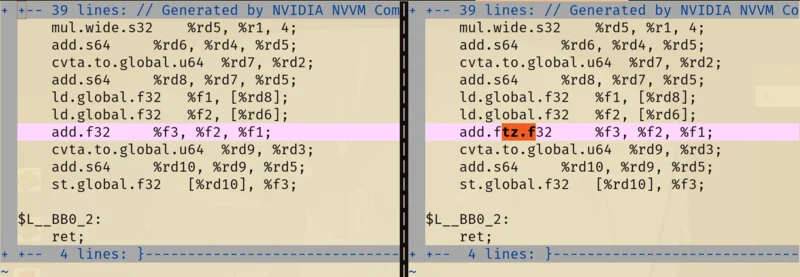 + +-- 39 lines: // Generated by NVIDIA NVVM Com
mul.wide.s32 %rd5, %r1, 4;
add.s64 %rd6, %rd4, %rd5;
cvta.to.global.u64 %rd7, %rd2;
add.s64 %rd8, %rd7, %rd5;
ld.global.f32 %f1, [%rd8];
ld.global.f32 %f2, [%rd6];
add.f32 %f3, %f2, %f1;
cvta.to.global.u64 %rd9, %rd3;
add.s64 %rd10, %rd9, %rd5;
st.global.f32 [%rd10], %f3;
$L__BB0_2:
ret;
+ +-- 4 lines: }--------------------------------
~
+ +-- 39 lines: // Generated by NVIDIA NVVM Com
mul.wide.s32 %rd5, %r1, 4;
add.s64 %rd6, %rd4, %rd5;
cvta.to.global.u64 %rd7, %rd2;
add.s64 %rd8, %rd7, %rd5;
ld.global.f32 %f1, [%rd8];
ld.global.f32 %f2, [%rd6];
add.ftz.f32 %f3, %f2, %f1;
cvta.to.global.u64 %rd9, %rd3;
add.s64 %rd10, %rd9, %rd5;
st.global.f32 [%rd10], %f3;
$L__BB0_2:
ret;
+ +-- 4 lines: }--------------------------------
~